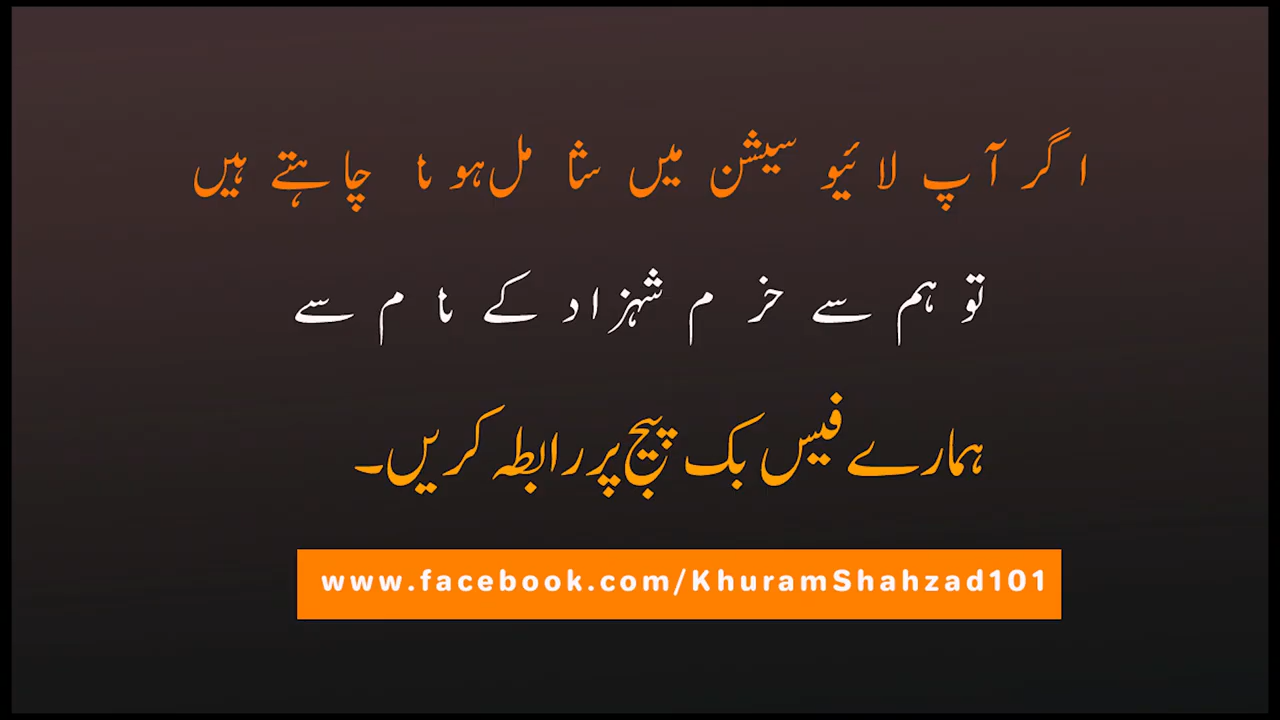 اگر آپ لائیو سیشن میں شامل ہونا چاہتے ہیں
تو ہم سے خرم شہزاد کے نام سے
ہمارے فیس بک پیج پر رابطہ کریں۔
www.facebook.com/KhuramShahzad101